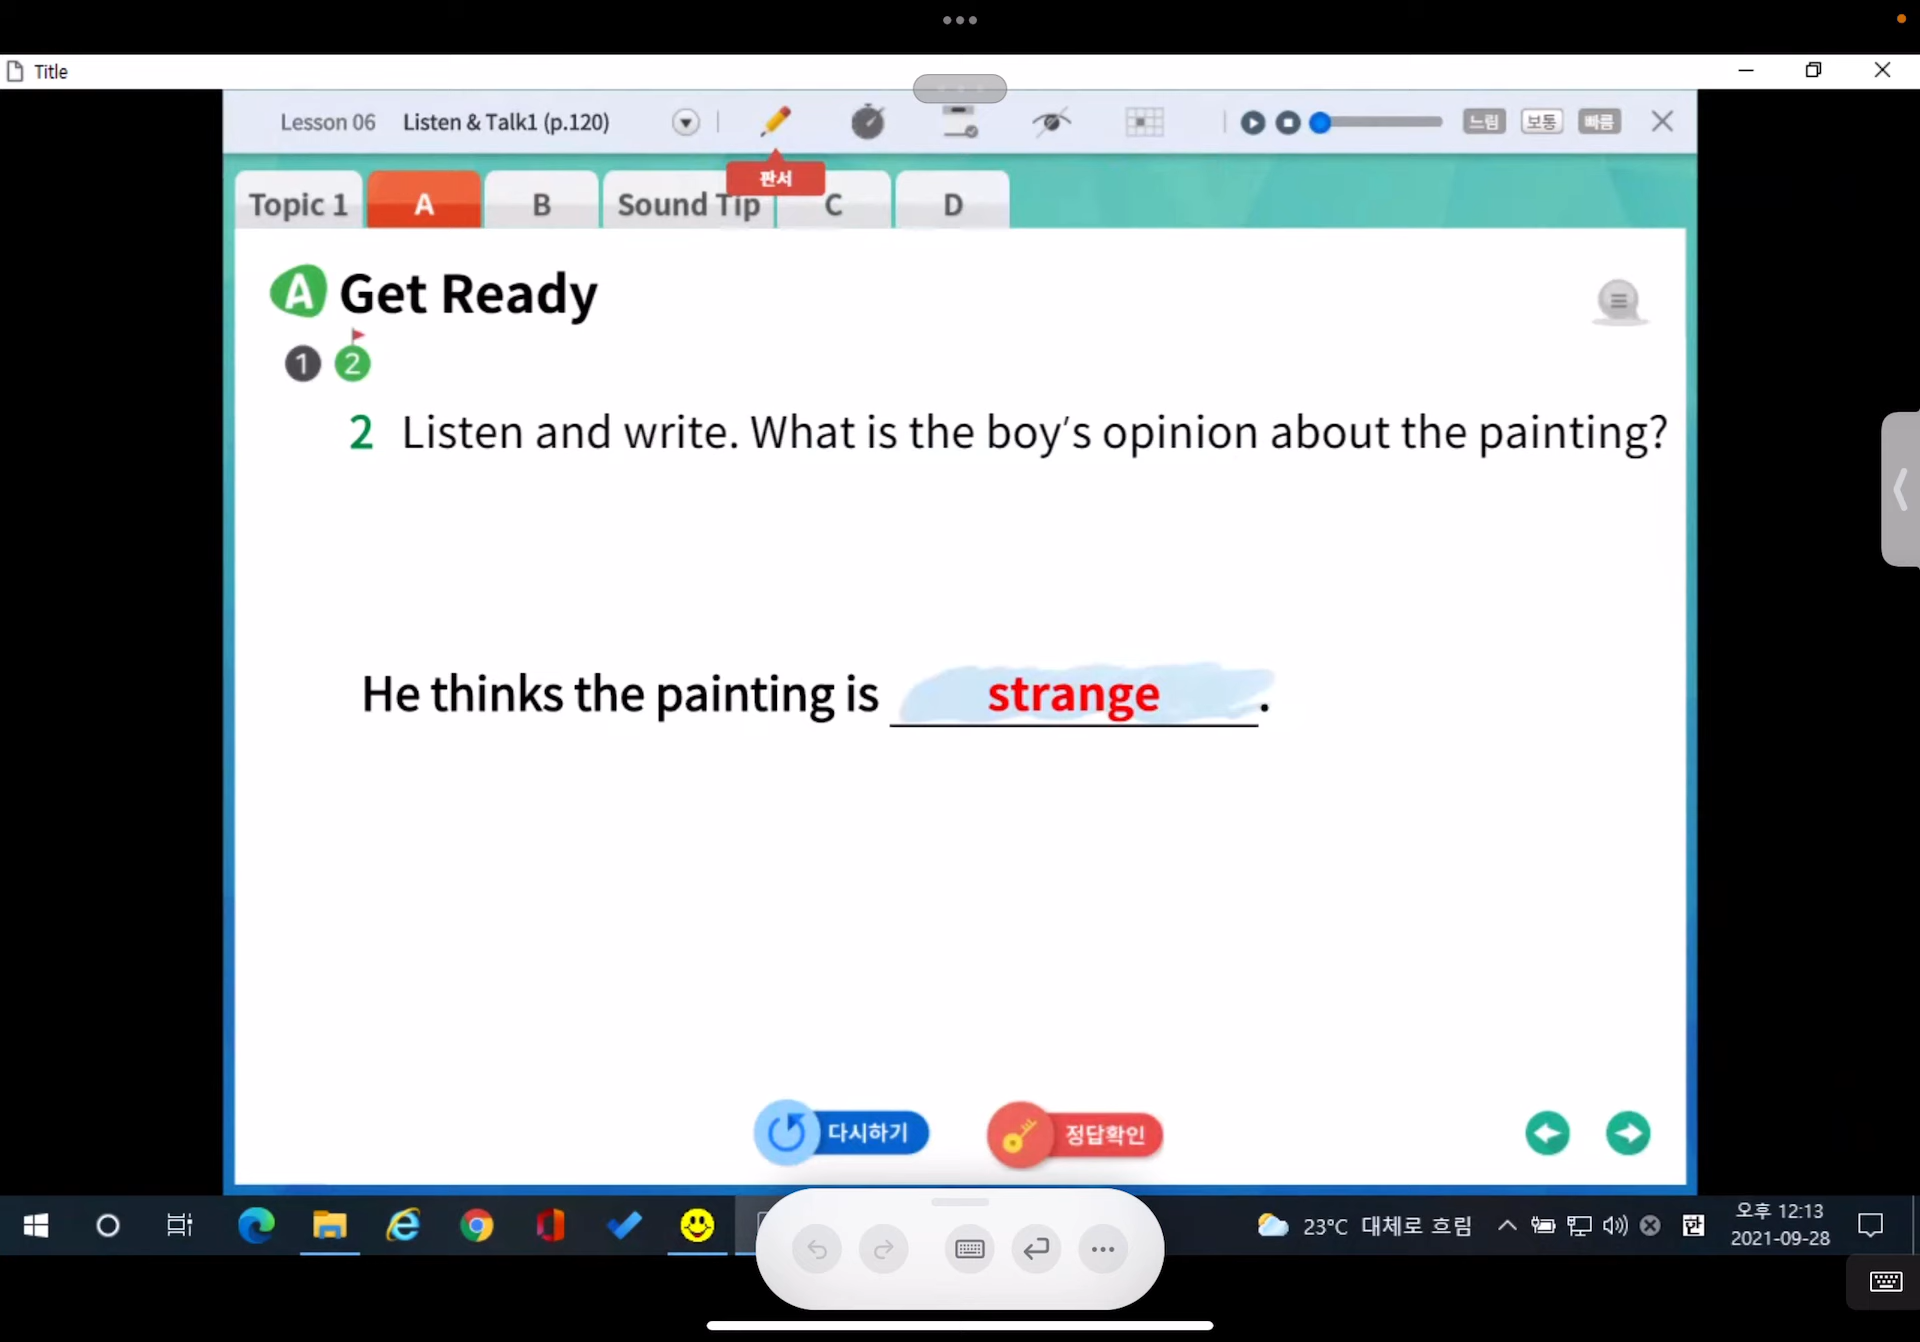 Title
Lesson 06 Listen & Talk1 (p.120)
느림 보통 빠름
판서
Topic 1 A B Sound Tip C D
A Get Ready
1 2
2 Listen and write. What is the boy's opinion about the painting?
He thinks the painting is strange.
다시하기 정답확인
23°C 대체로 흐림 한 오후 12:13
2021-09-28